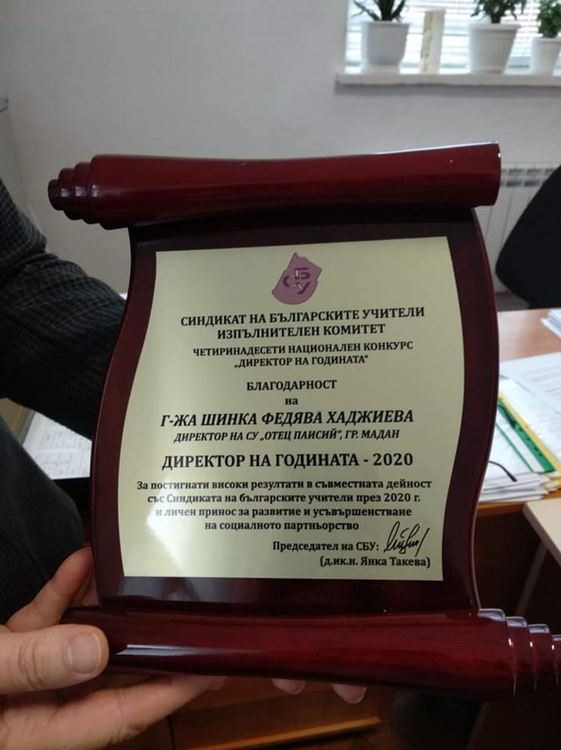 СБУ
СИНДИКАТ НА БЪЛГАРСКИТЕ УЧИТЕЛИ
ИЗПЪЛНИТЕЛЕН КОМИТЕТ
ЧЕТИРИНАДЕСЕТИ НАЦИОНАЛЕН КОНКУРС
„ДИРЕКТОР НА ГОДИНАТА"
БЛАГОДАРНОСТ
на
Г-ЖА ШИНКА ФЕДЯВА ХАДЖИЕВА
ДИРЕКТОР НА СУ „ОТЕЦ ПАИСИЙ", ГР. МАДАН
ДИРЕКТОР НА ГОДИНАТА - 2020
За постигнати високи резултати в съвместната дейност
със Синдиката на българските учители през 2020 г.
и личен принос за развитие и усъвършенстване
на социалното партньорство
Председател на СБУ:
(д.ик.н. Янка Такева)